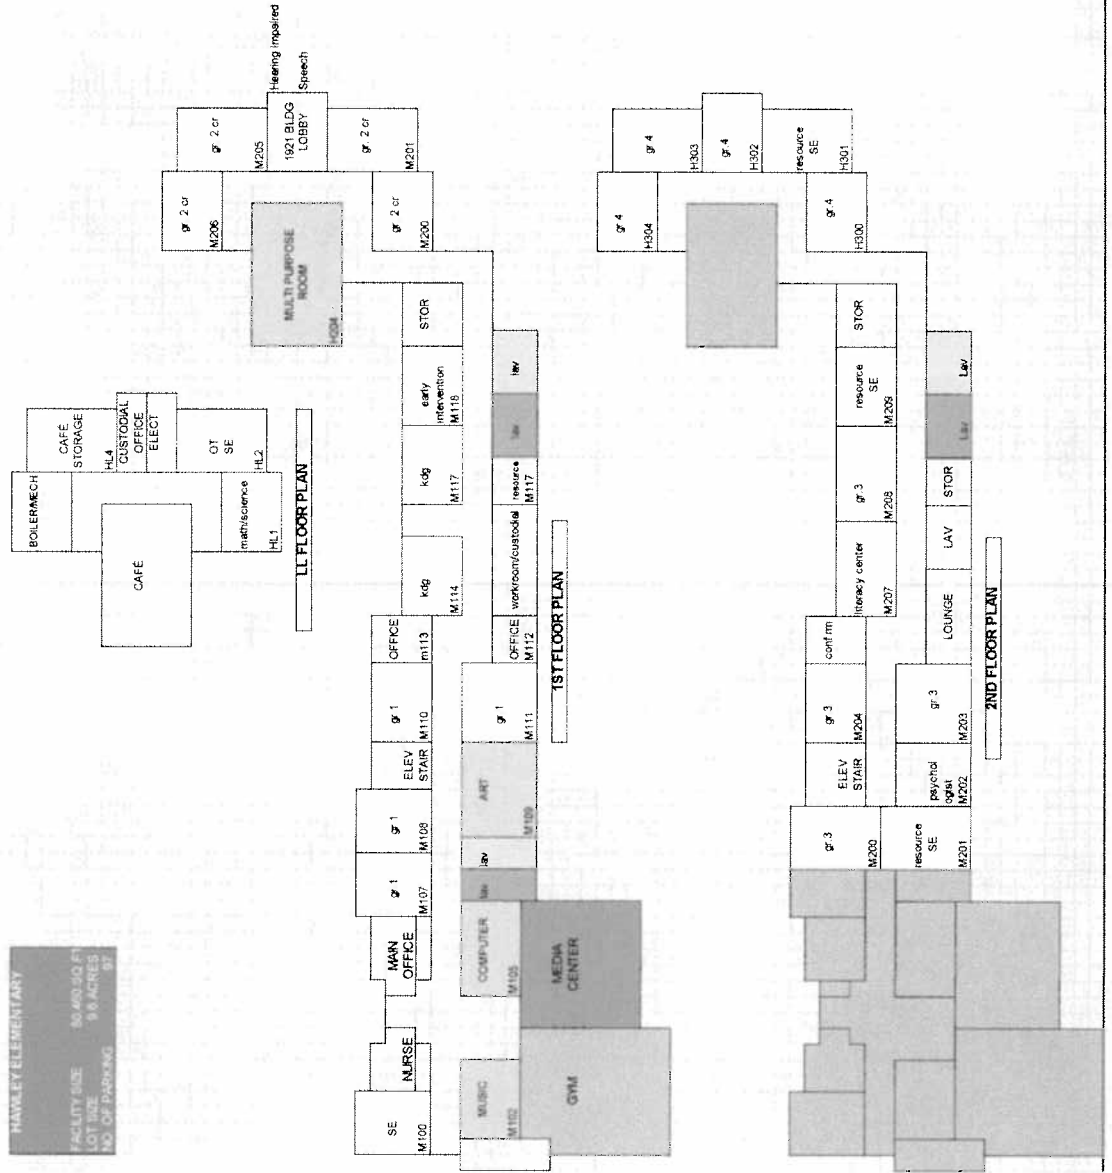 HAWLEY ELEMENTARY
FACILITY SIZE
LOT SIZE 9.6 ACRES
NO OF PARKING 97
BOILER/MECH
CAFÉ
STORAGE
HL4
CUSTODIAL
OFFICE
ELECT
CAFÉ
OT
SE
HL2
math/science
HL1
LL FLOOR PLAN
gr. 2 cr
M206
gr. 2 cr
M205
1921 BLDG
LOBBY
Hearing Impaired
Speech
MULTI PURPOSE
ROOM
gr. 2 cr
M200
gr. 2 cr
M201
SE
M100
NURSE
MAIN
OFFICE
gr 1
M107
gr 1
M108
ELEV
STAIR
gr 1
M110
OFFICE
m113
kdg
M114
kdg
M117
early
intervention
M118
STOR
MUSIC
M102
COMPUTER
M105
lav
lav
ART
M109
gr 1
M111
OFFICE
M112
workroom/custodial
resource
M117
lav
lav
GYM
MEDIA
CENTER
1ST FLOOR PLAN
gr.4
H304
gr 4
H303
gr.4
H302
resource
SE
H301
gr.4
H300
gr.3
M200
ELEV
STAIR
gr 3
M204
conf rm
literacy center
M207
gr.3
M208
resource
SE
M209
STOR
resource
SE
M201
psychol
ogist
M202
gr 3
M203
LOUNGE
LAV
STOR
Lav
Lav
2ND FLOOR PLAN